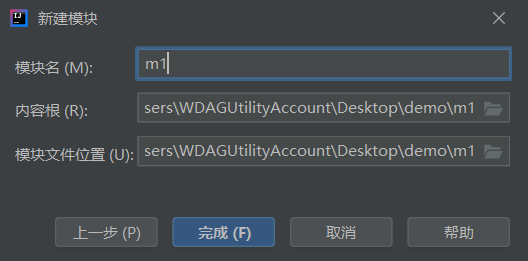 IJ 新建模块
模块名 (M): m1
内容根 (R): sers\WDAGUtilityAccount\Desktop\demo\m1
模块文件位置 (U): sers\WDAGUtilityAccount\Desktop\demo\m1
上一步 (P) 完成 (F) 取消 帮助